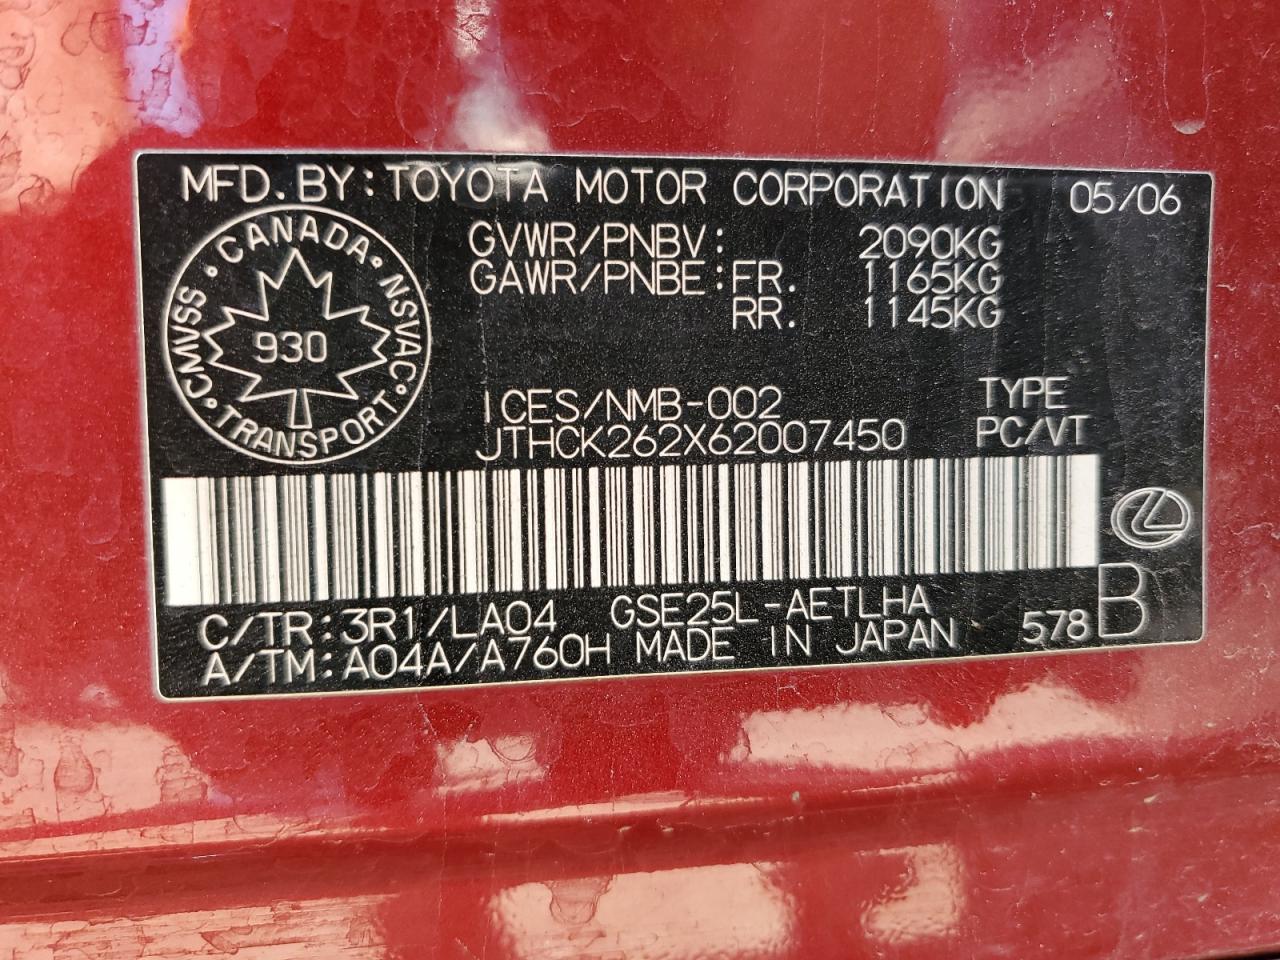 MFD.BY:TOYOTA MOTOR CORPORATION 05/06
GVWR/PNBV: 2090KG
GAWR/PNBE:FR. 1165KG
RR. 1145KG
CANADA · NSVAC · TRANSPORT · CMVSS ·
930
ICES/NMB-002 TYPE
JTHCK262X62007450 PC/VT
C/TR:3R1/LA04 GSE25L-AETLHA
A/TM:A04A/A760H MADE IN JAPAN 578 B